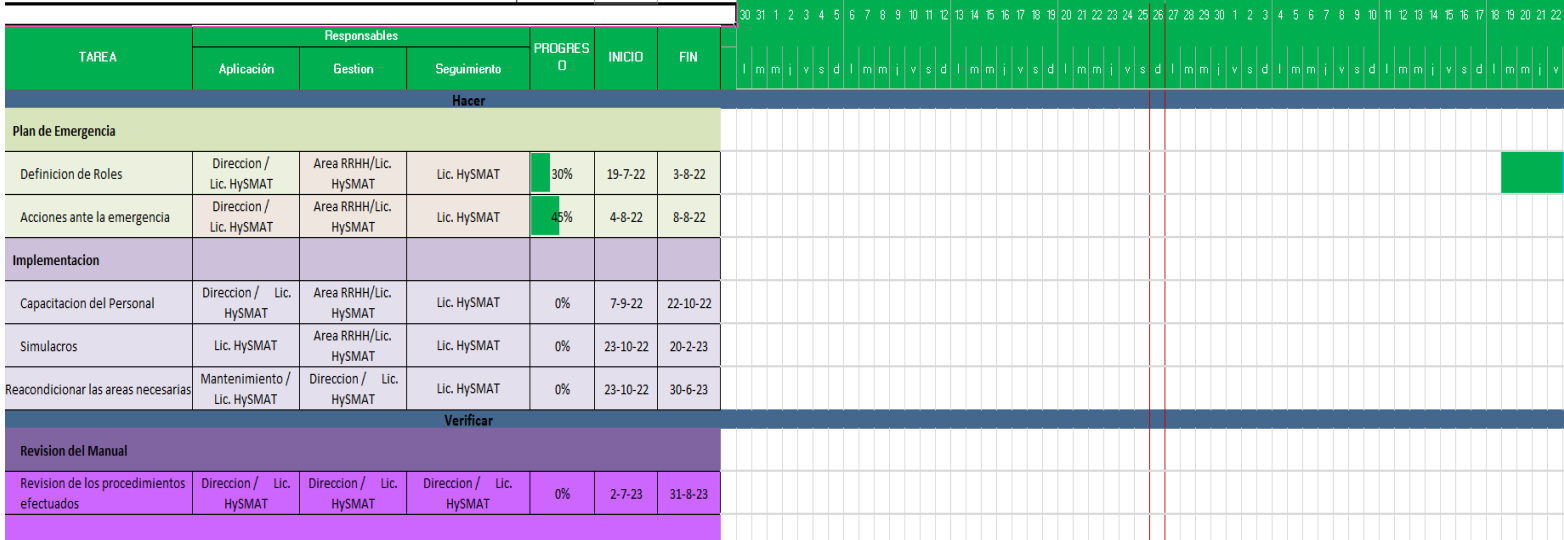 30 31 1 2 3 4 5 6 7 8 9 10 11 12 13 14 15 16 17 18 19 20 21 22 23 24 25 26 27 28 29 30 1 2 3 4 5 6 7 8 9 10 11 12 13 14 15 16 17 18 19 20 21 22
Responsables
TAREA PROGRES INICIO FIN
O
Aplicación Gestion Seguimiento
l m m j v s d l m m j v s d l m m j v s d l m m j v s d l m m j v s d l m m j v s d l m m j v s d l m m j v
Hacer
Plan de Emergencia
Definicion de Roles
Direccion /
Lic. HySMAT
Area RRHH/Lic.
HySMAT
Lic. HySMAT
30%
19-7-22
3-8-22
Acciones ante la emergencia
Direccion /
Lic. HySMAT
Area RRHH/Lic.
HySMAT
Lic. HySMAT
45%
4-8-22
8-8-22
Implementacion
Capacitacion del Personal
Direccion / Lic.
HySMAT
Area RRHH/Lic.
HySMAT
Lic. HySMAT
0%
7-9-22
22-10-22
Simulacros
Lic. HySMAT
Area RRHH/Lic.
HySMAT
Lic. HySMAT
0%
23-10-22
20-2-23
Reacondicionar las areas necesarias
Mantenimiento /
Lic. HySMAT
Direccion / Lic.
HySMAT
Lic. HySMAT
0%
23-10-22
30-6-23
Verificar
Revision del Manual
Revision de los procedimientos
efectuados
Direccion / Lic.
HySMAT
Direccion / Lic.
HySMAT
Direccion / Lic.
HySMAT
0%
2-7-23
31-8-23